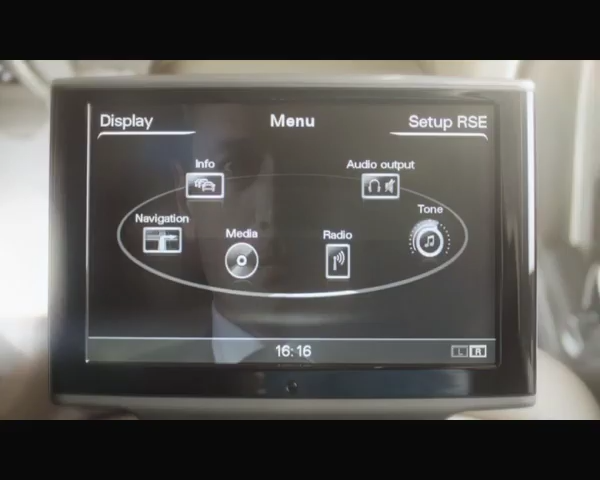 Display
Menu
Setup RSE
Info
Audio output
Navigation
Media
Radio
Tone
16:16
L R